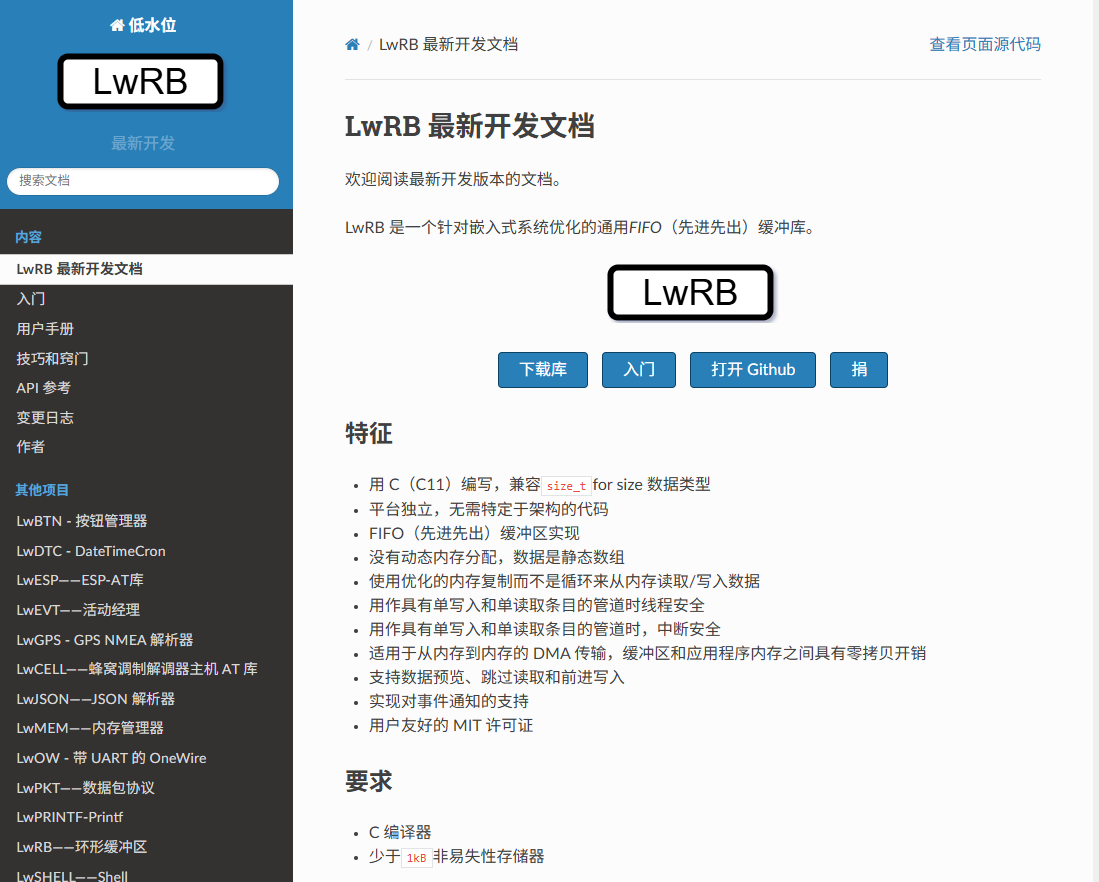 低水位
LwRB
最新开发
搜索文档
内容
LwRB 最新开发文档
入门
用户手册
技巧和窍门
API 参考
变更日志
作者
其他项目
LwBTN - 按钮管理器
LwDTC - DateTimeCron
LwESP——ESP-AT库
LwEVT——活动经理
LwGPS - GPS NMEA 解析器
LwCELL——蜂窝调制解调器主机 AT 库
LwJSON——JSON 解析器
LwMEM——内存管理器
LwOW - 带 UART 的 OneWire
LwPKT——数据包协议
LwPRINTF-Printf
LwRB——环形缓冲区
LwSHELL——Shell
/ LwRB 最新开发文档
查看页面源代码
LwRB 最新开发文档
欢迎阅读最新开发版本的文档。
LwRB 是一个针对嵌入式系统优化的通用FIFO（先进先出）缓冲库。
LwRB
下载库
入门
打开 Github
捐
特征
用 C（C11）编写，兼容 size_t for size 数据类型
平台独立，无需特定于架构的代码
FIFO（先进先出）缓冲区实现
没有动态内存分配，数据是静态数组
使用优化的内存复制而不是循环来从内存读取/写入数据
用作具有单写入和单读取条目的管道时线程安全
用作具有单写入和单读取条目的管道时，中断安全
适用于从内存到内存的 DMA 传输，缓冲区和应用程序内存之间具有零拷贝开销
支持数据预览、跳过读取和前进写入
实现对事件通知的支持
用户友好的 MIT 许可证
要求
C 编译器
少于 1kB 非易失性存储器